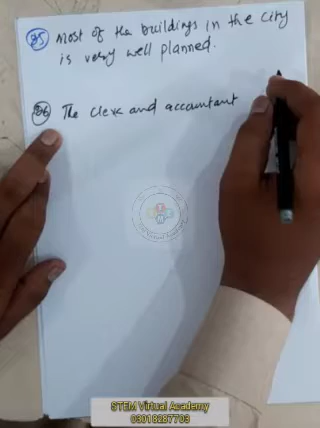 35 Most of the buildings in the city
is very well planned.
36 The clerk and accountant
STEM Virtual Academy
03018287703